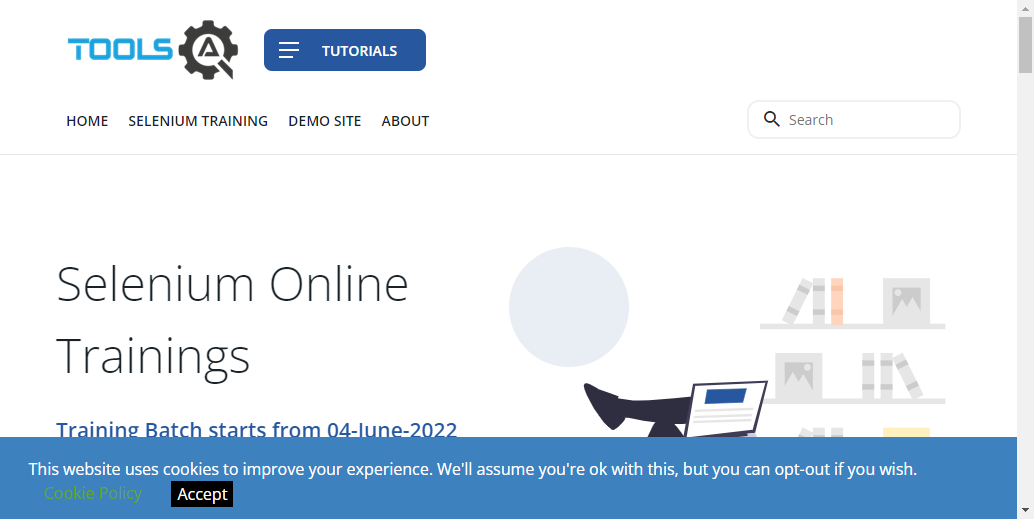 TOOLS QA
TUTORIALS
HOME SELENIUM TRAINING DEMO SITE ABOUT
Search
Selenium Online
Trainings
Training Batch starts from 04-June-2022
This website uses cookies to improve your experience. We'll assume you're ok with this, but you can opt-out if you wish.
Cookie Policy Accept